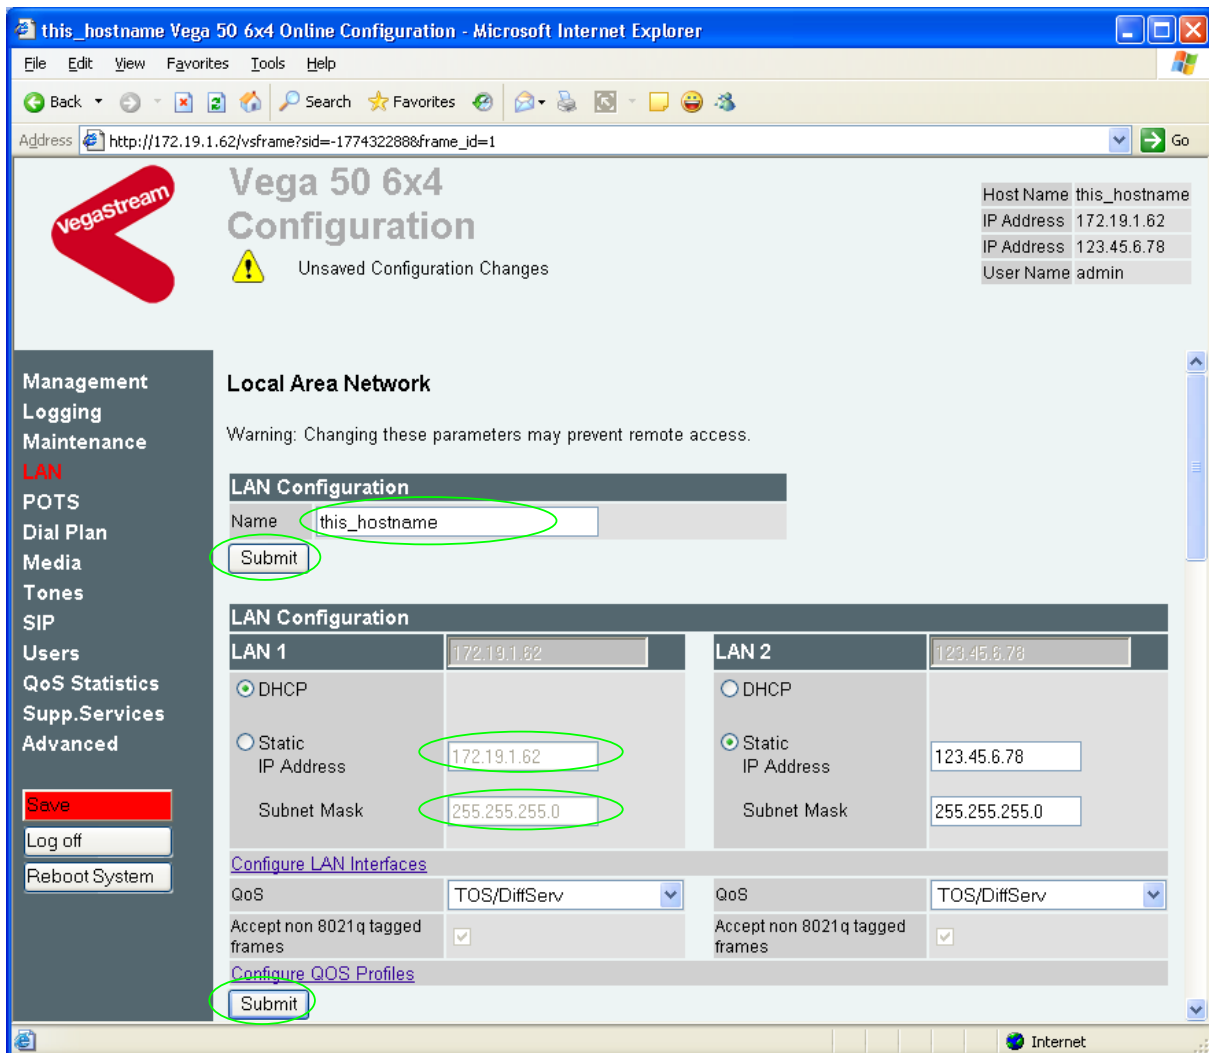 this_hostname Vega 50 6x4 Online Configuration - Microsoft Internet Explorer
File Edit View Favorites Tools Help
Back Search Favorites
Address http://172.19.1.62/vsframe?sid=-177432288&frame_id=1 Go
vegastream
Vega 50 6x4
Configuration
Unsaved Configuration Changes
Host Name this_hostname
IP Address 172.19.1.62
IP Address 123.45.6.78
User Name admin
Management
Logging
Maintenance
LAN
POTS
Dial Plan
Media
Tones
SIP
Users
QoS Statistics
Supp.Services
Advanced
Save
Log off
Reboot System
Local Area Network
Warning: Changing these parameters may prevent remote access.
LAN Configuration
Name this_hostname
Submit
LAN Configuration
LAN 1 172.19.1.62 LAN 2 123.45.6.78
DHCP DHCP
Static Static
IP Address 172.19.1.62 IP Address 123.45.6.78
Subnet Mask 255.255.255.0 Subnet Mask 255.255.255.0
Configure LAN Interfaces
QoS TOS/DiffServ QoS TOS/DiffServ
Accept non 8021q tagged Accept non 8021q tagged
frames frames
Configure QOS Profiles
Submit
Internet